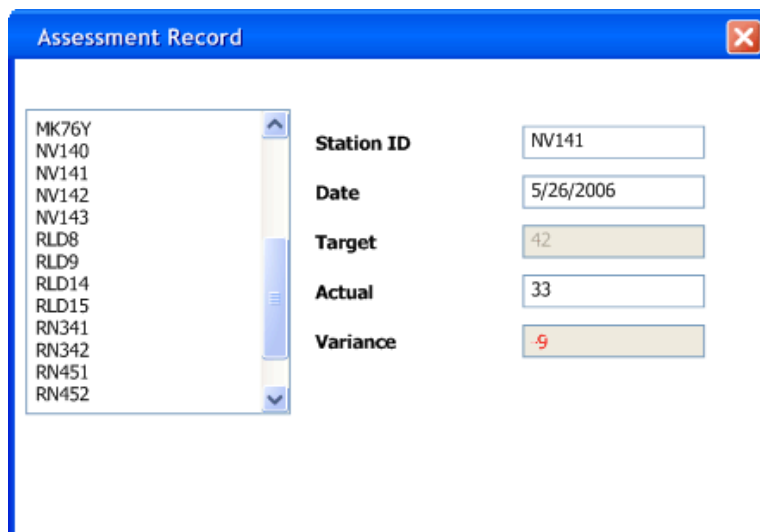 Assessment Record
MK76Y
NV140
NV141
NV142
NV143
RLD8
RLD9
RLD14
RLD15
RN341
RN342
RN451
RN452
Station ID NV141
Date 5/26/2006
Target 42
Actual 33
Variance -9